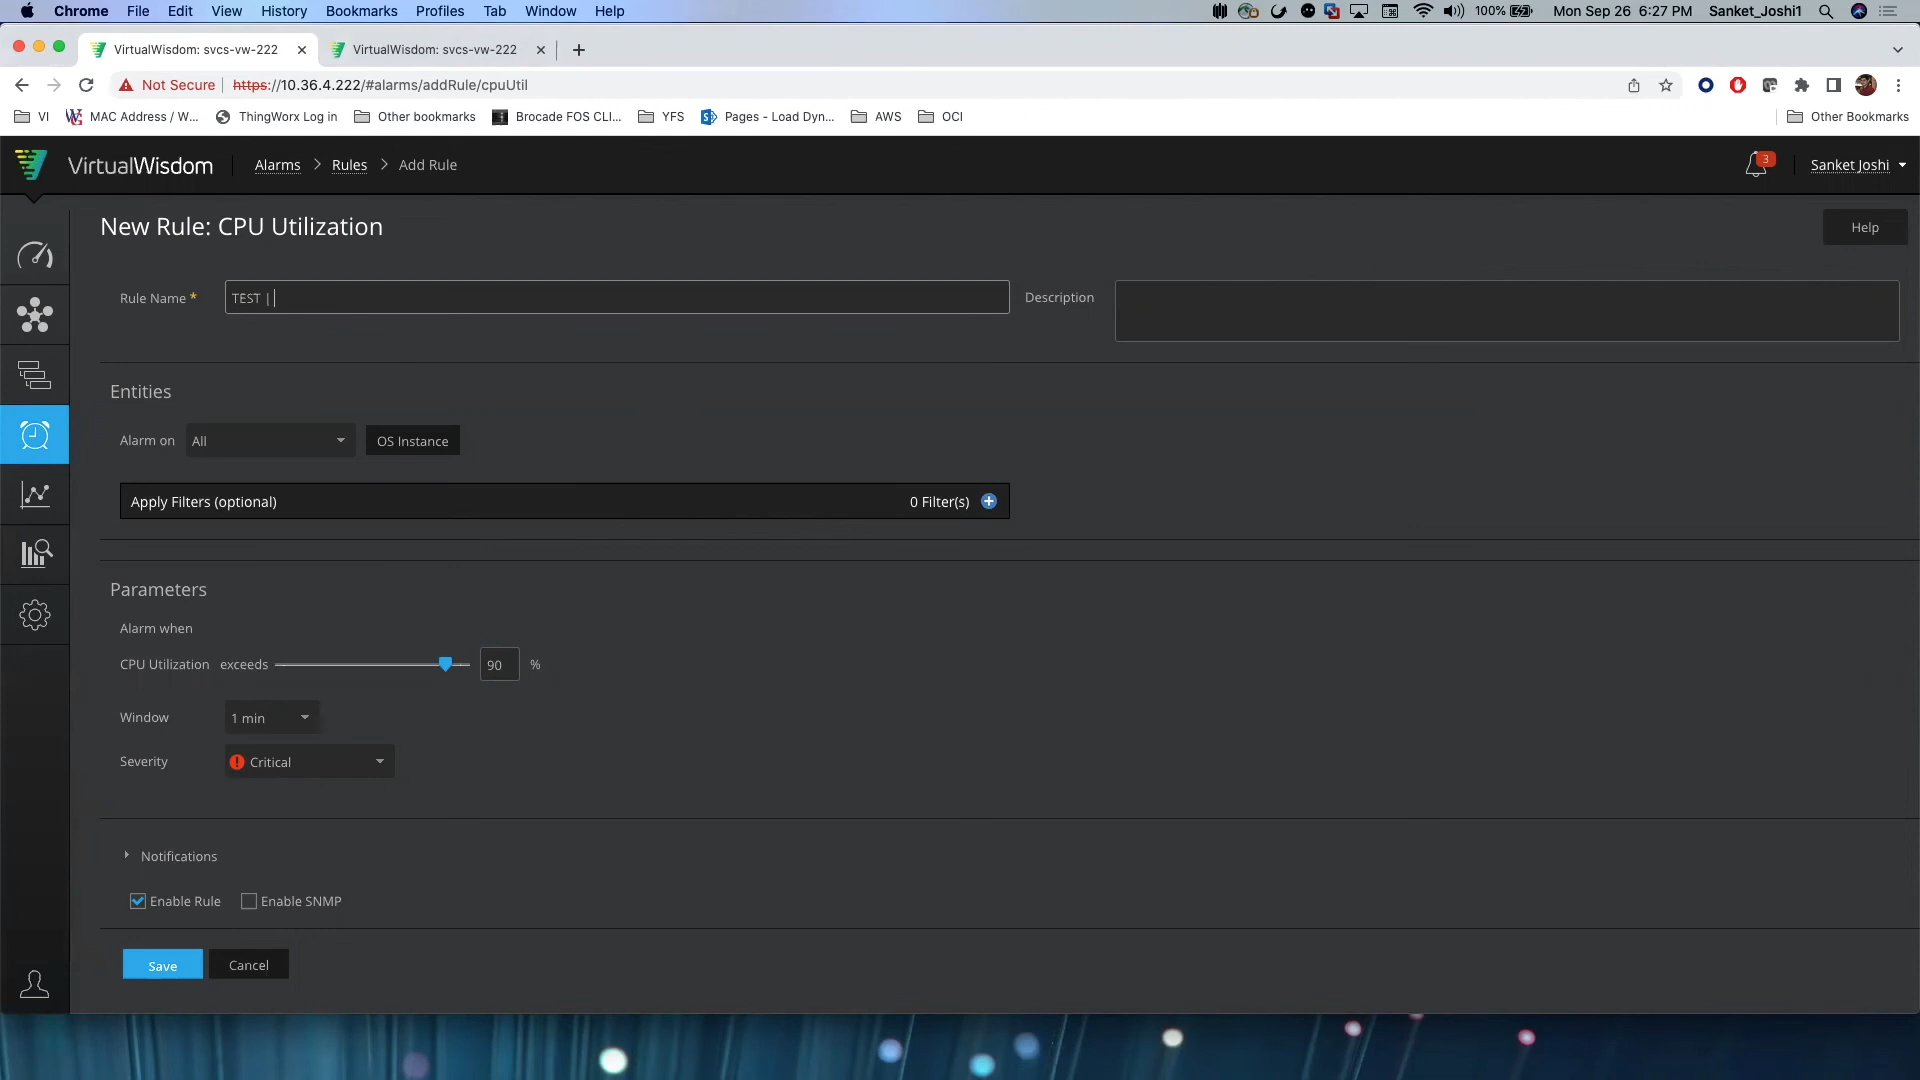 Chrome File Edit View History Bookmarks Profiles Tab Window Help 100% Mon Sep 26 6:27 PM Sanket_Joshi1
VirtualWisdom: svcs-vw-222 VirtualWisdom: svcs-vw-222
Not Secure https://10.36.4.222/#alarms/addRule/cpuUtil
VI MAC Address / W... ThingWorx Log in Other bookmarks Brocade FOS CLI... YFS Pages - Load Dyn... AWS OCI Other Bookmarks
VirtualWisdom Alarms > Rules > Add Rule 3 Sanket Joshi
New Rule: CPU Utilization Help
Rule Name * TEST | Description
Entities
Alarm on All OS Instance
Apply Filters (optional) 0 Filter(s)
Parameters
Alarm when
CPU Utilization exceeds 90 %
Window 1 min
Severity Critical
Notifications
Enable Rule Enable SNMP
Save Cancel